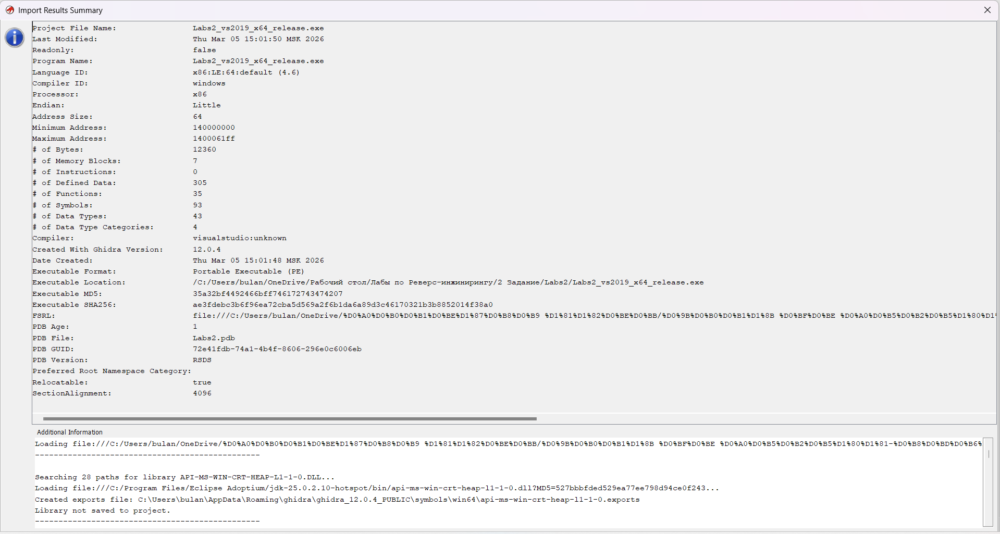 Import Results Summary
Project File Name: Labs2_vs2019_x64_release.exe
Last Modified: Thu Mar 05 15:01:50 MSK 2026
Readonly: false
Program Name: Labs2_vs2019_x64_release.exe
Language ID: x86:LE:64:default (4.6)
Compiler ID: windows
Processor: x86
Endian: Little
Address Size: 64
Minimum Address: 140000000
Maximum Address: 1400061ff
# of Bytes: 12360
# of Memory Blocks: 7
# of Instructions: 0
# of Defined Data: 305
# of Functions: 35
# of Symbols: 93
# of Data Types: 43
# of Data Type Categories: 4
Compiler: visualstudio:unknown
Created With Ghidra Version: 12.0.4
Date Created: Thu Mar 05 15:01:48 MSK 2026
Executable Format: Portable Executable (PE)
Executable Location: /C:/Users/bulan/OneDrive/Рабочий стол/Лабы по Реверс-инжинирингу/2 Задание/Labs2/Labs2_vs2019_x64_release.exe
Executable MD5: 35a32bf4492466bff746172743474207
Executable SHA256: ae3fdebc3b6f96ea72cba5d569a2f6b1da6a89d3c46170321b3b8852014f38a0
FSRL: file:///C:/Users/bulan/OneDrive/%D0%A0%D0%B0%D0%B1%D0%BE%D1%87%D0%B8%D0%B9 %D1%81%D1%82%D0%BE%D0%BB/%D0%9B%D0%B0%D0%B1%D1%8B %D0%BF%D0%BE %D0%A0%D0%B5%D0%B2%D0%B5%D1%80%D1%
PDB Age: 1
PDB File: Labs2.pdb
PDB GUID: 72e41fdb-74a1-4b4f-8606-296e0c6006eb
PDB Version: RSDS
Preferred Root Namespace Category:
Relocatable: true
SectionAlignment: 4096
Additional Information
Loading file:///C:/Users/bulan/OneDrive/%D0%A0%D0%B0%D0%B1%D0%BE%D1%87%D0%B8%D0%B9 %D1%81%D1%82%D0%BE%D0%BB/%D0%9B%D0%B0%D0%B1%D1%8B %D0%BF%D0%BE %D0%A0%D0%B5%D0%B2%D0%B5%D1%80%D1%81-%D0%B8%D0%BD%D0%B6%
------------------------------------------------
Searching 28 paths for library API-MS-WIN-CRT-HEAP-L1-1-0.DLL...
Loading file:///C:/Program Files/Eclipse Adoptium/jdk-25.0.2.10-hotspot/bin/api-ms-win-crt-heap-l1-1-0.dll?MD5=527bbbfded529ea77ee798d94ce0f243...
Created exports file: C:\Users\bulan\AppData\Roaming\ghidra\ghidra_12.0.4_PUBLIC\symbols\win64\api-ms-win-crt-heap-l1-1-0.exports
Library not saved to project.
------------------------------------------------